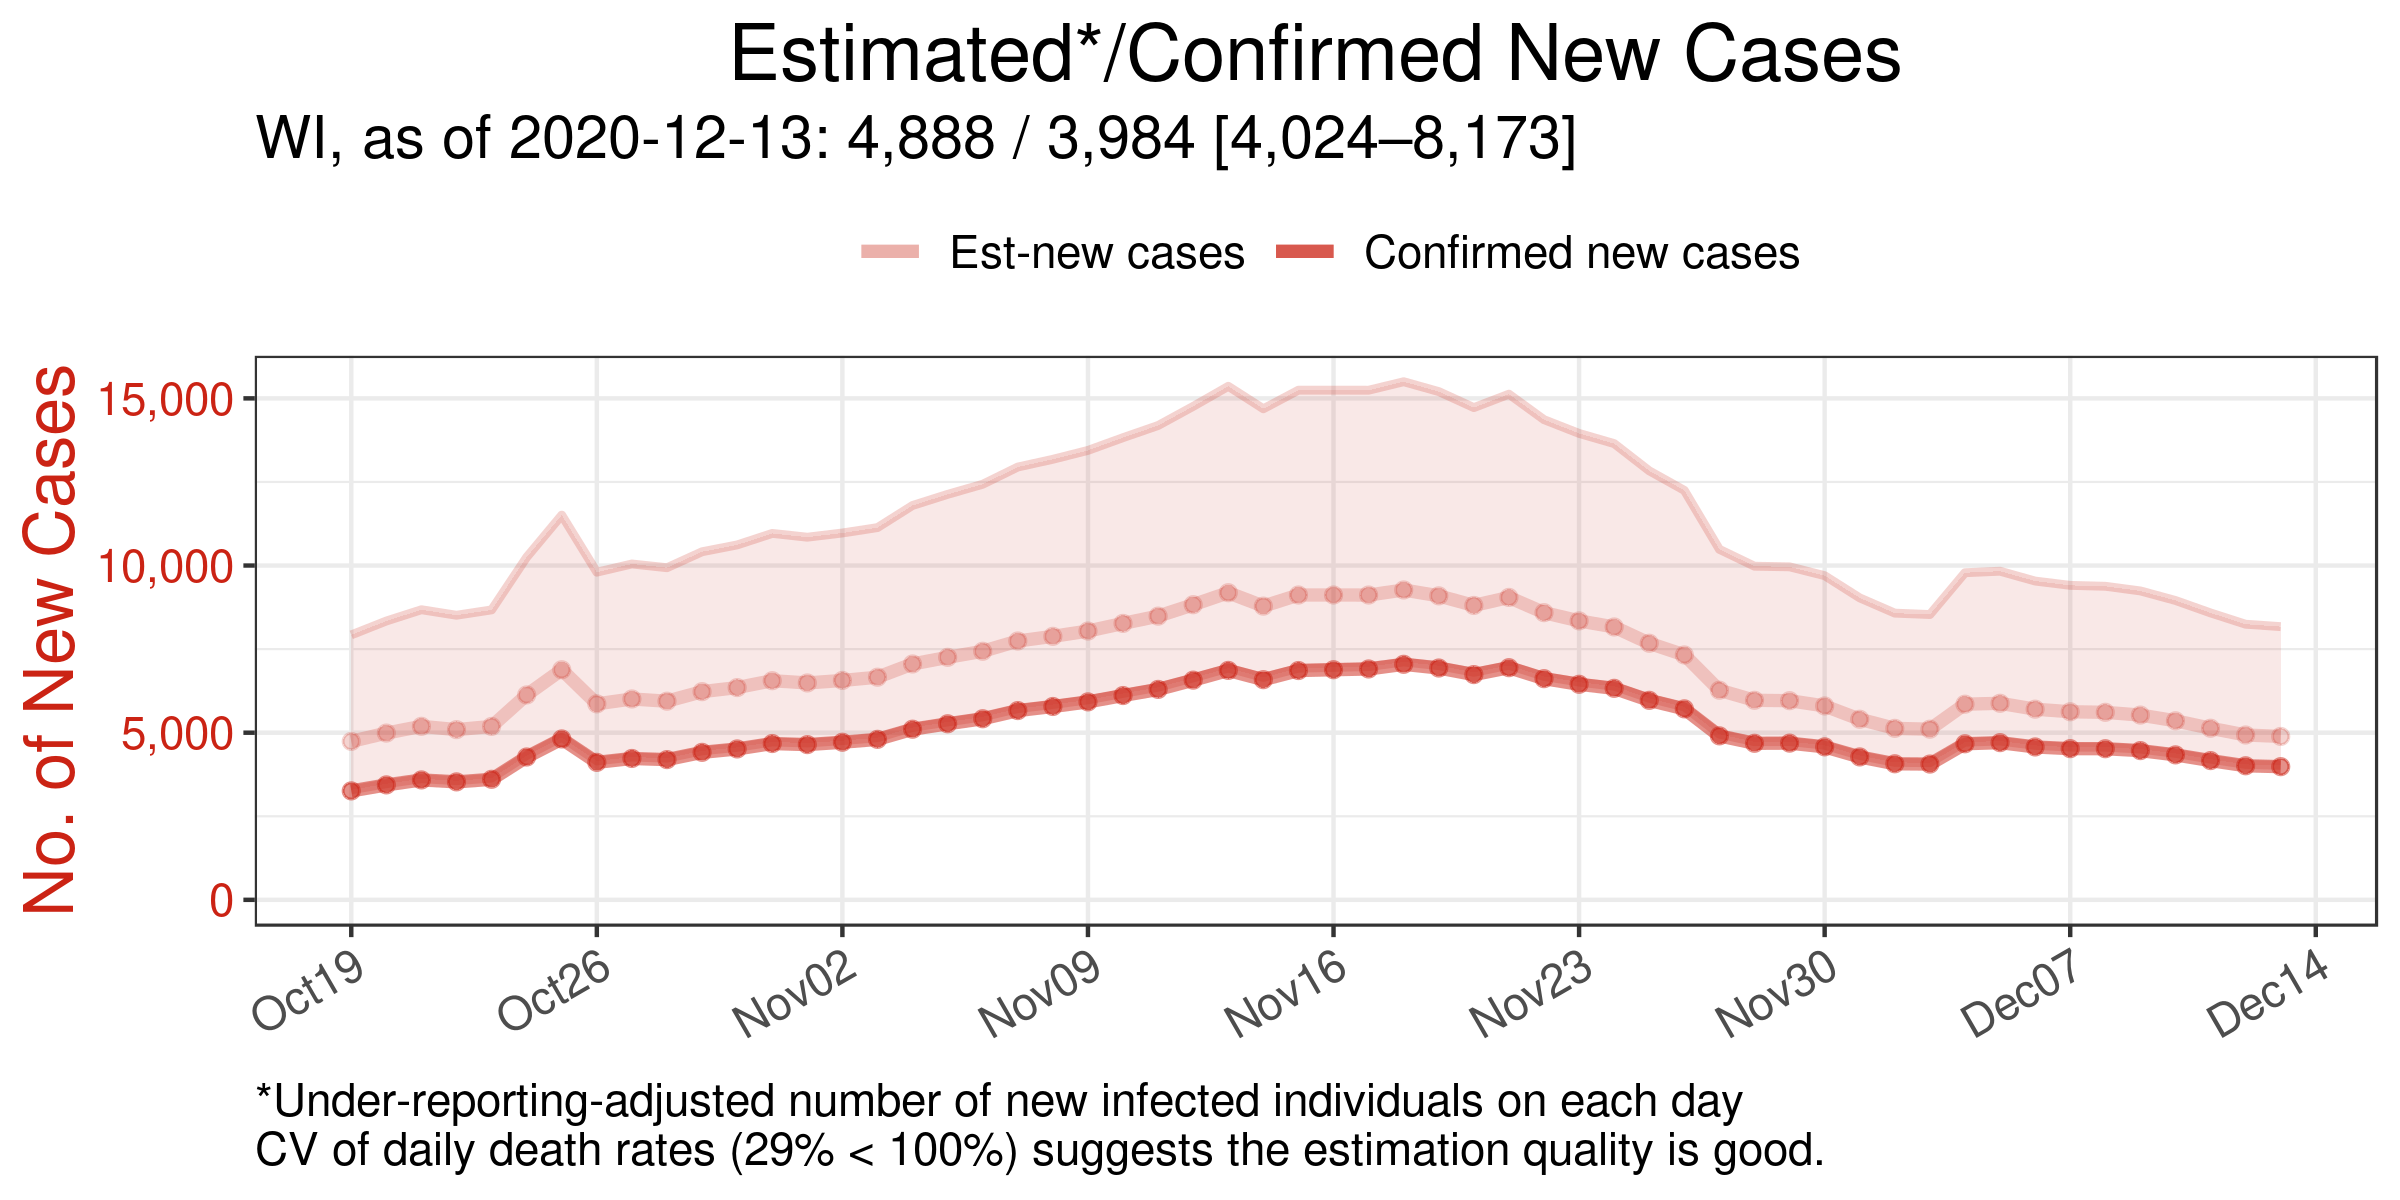 Estimated*/Confirmed New Cases
WI, as of 2020-12-13: 4,888 / 3,984 [4,024–8,173]
Est-new cases Confirmed new cases
No. of New Cases
15,000
10,000
5,000
0
Oct19 Oct26 Nov02 Nov09 Nov16 Nov23 Nov30 Dec07 Dec14
*Under-reporting-adjusted number of new infected individuals on each day
CV of daily death rates (29% < 100%) suggests the estimation quality is good.